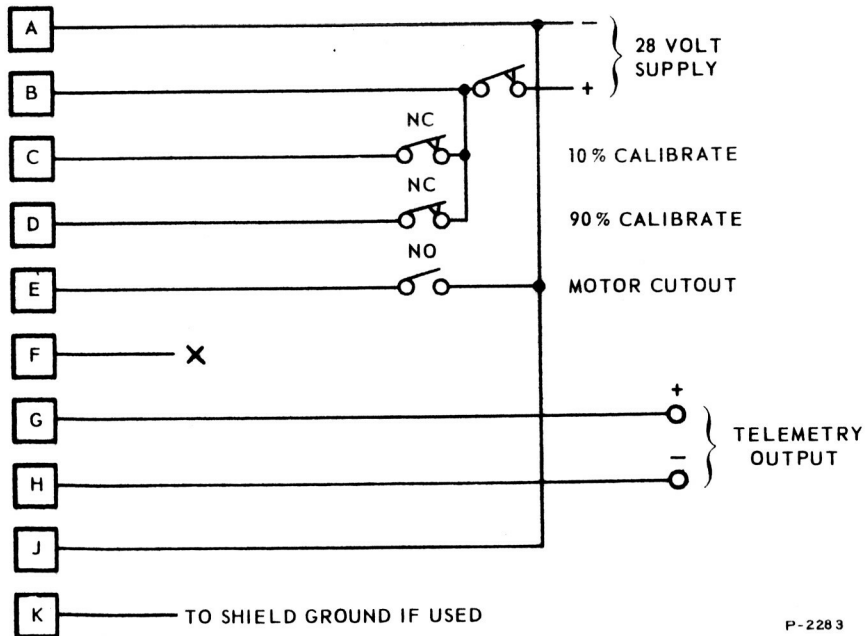 A
−
28 VOLT
SUPPLY
B
+
NC
C
10% CALIBRATE
NC
D
90% CALIBRATE
NO
E
MOTOR CUTOUT
F
G
+
TELEMETRY
OUTPUT
H
−
J
K
TO SHIELD GROUND IF USED
P-2283